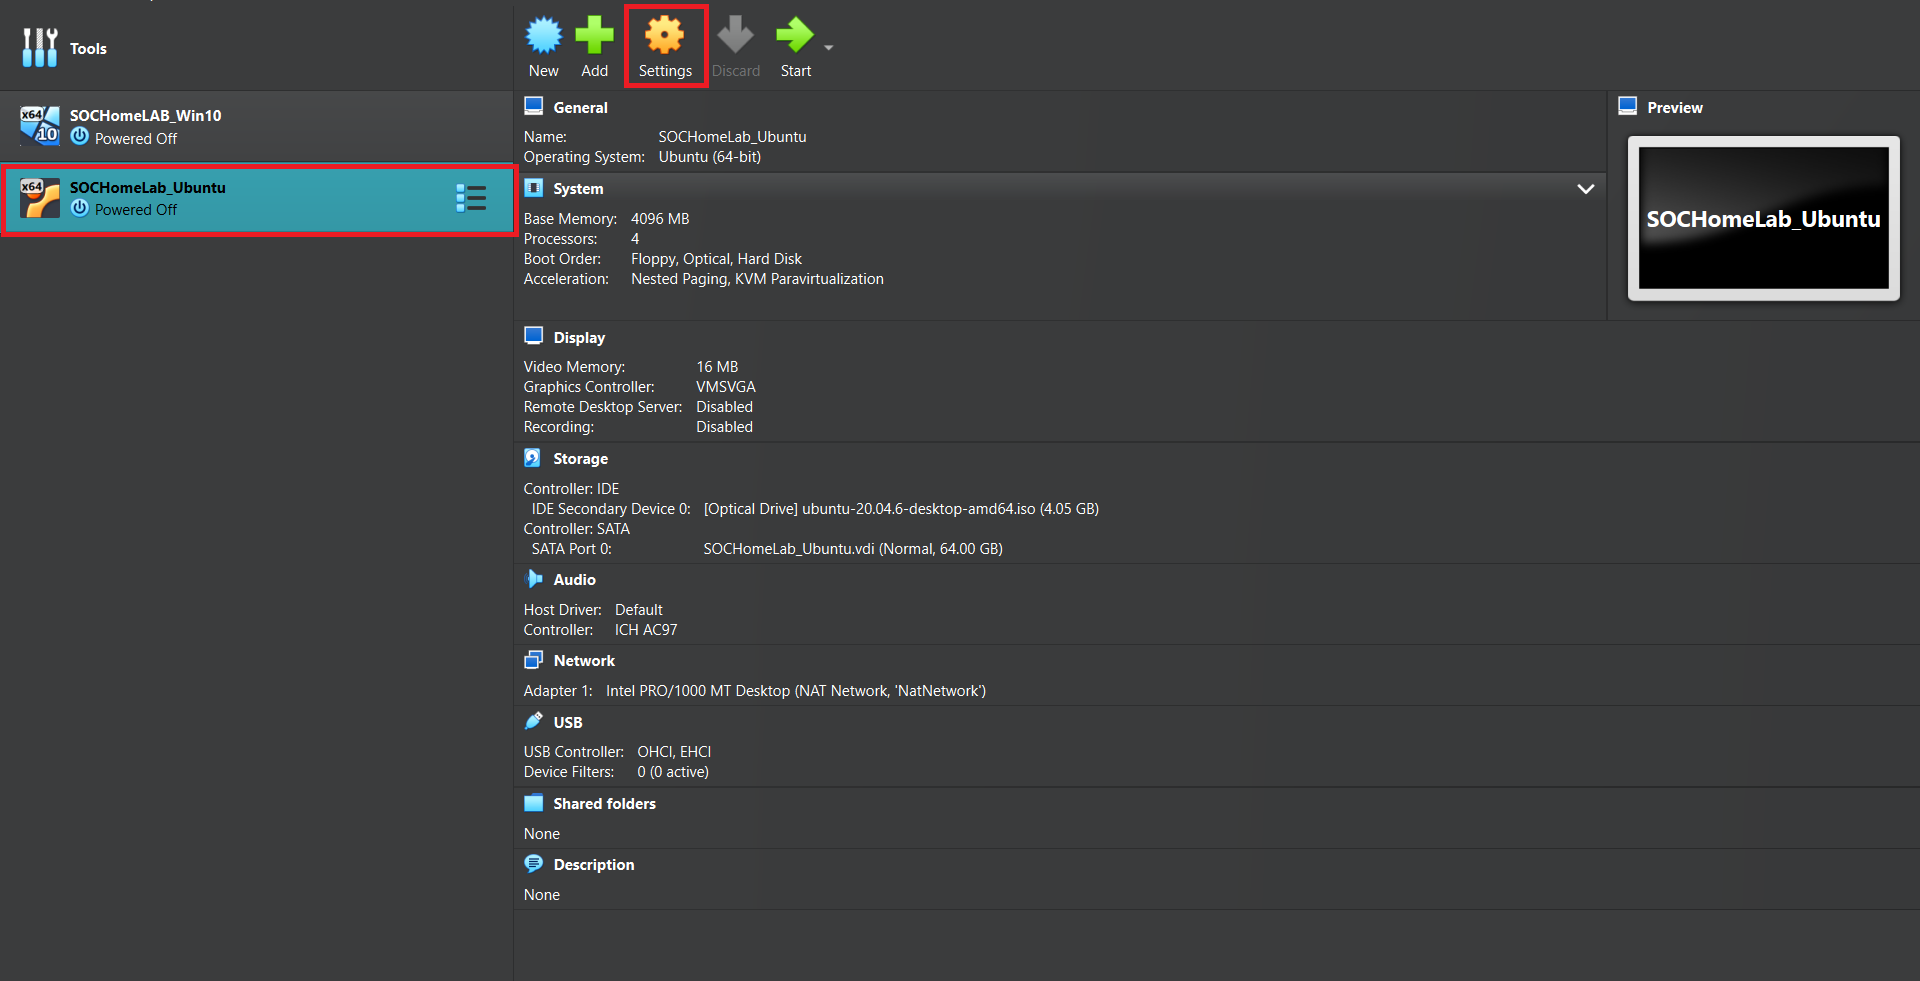 Tools
New Add Settings Discard Start
x64 10 SOCHomeLAB_Win10
Powered Off
x64 SOCHomeLab_Ubuntu
Powered Off
General
Name: SOCHomeLab_Ubuntu
Operating System: Ubuntu (64-bit)
System
Base Memory: 4096 MB
Processors: 4
Boot Order: Floppy, Optical, Hard Disk
Acceleration: Nested Paging, KVM Paravirtualization
Preview
SOCHomeLab_Ubuntu
Display
Video Memory: 16 MB
Graphics Controller: VMSVGA
Remote Desktop Server: Disabled
Recording: Disabled
Storage
Controller: IDE
IDE Secondary Device 0: [Optical Drive] ubuntu-20.04.6-desktop-amd64.iso (4.05 GB)
Controller: SATA
SATA Port 0: SOCHomeLab_Ubuntu.vdi (Normal, 64.00 GB)
Audio
Host Driver: Default
Controller: ICH AC97
Network
Adapter 1: Intel PRO/1000 MT Desktop (NAT Network, 'NatNetwork')
USB
USB Controller: OHCI, EHCI
Device Filters: 0 (0 active)
Shared folders
None
Description
None